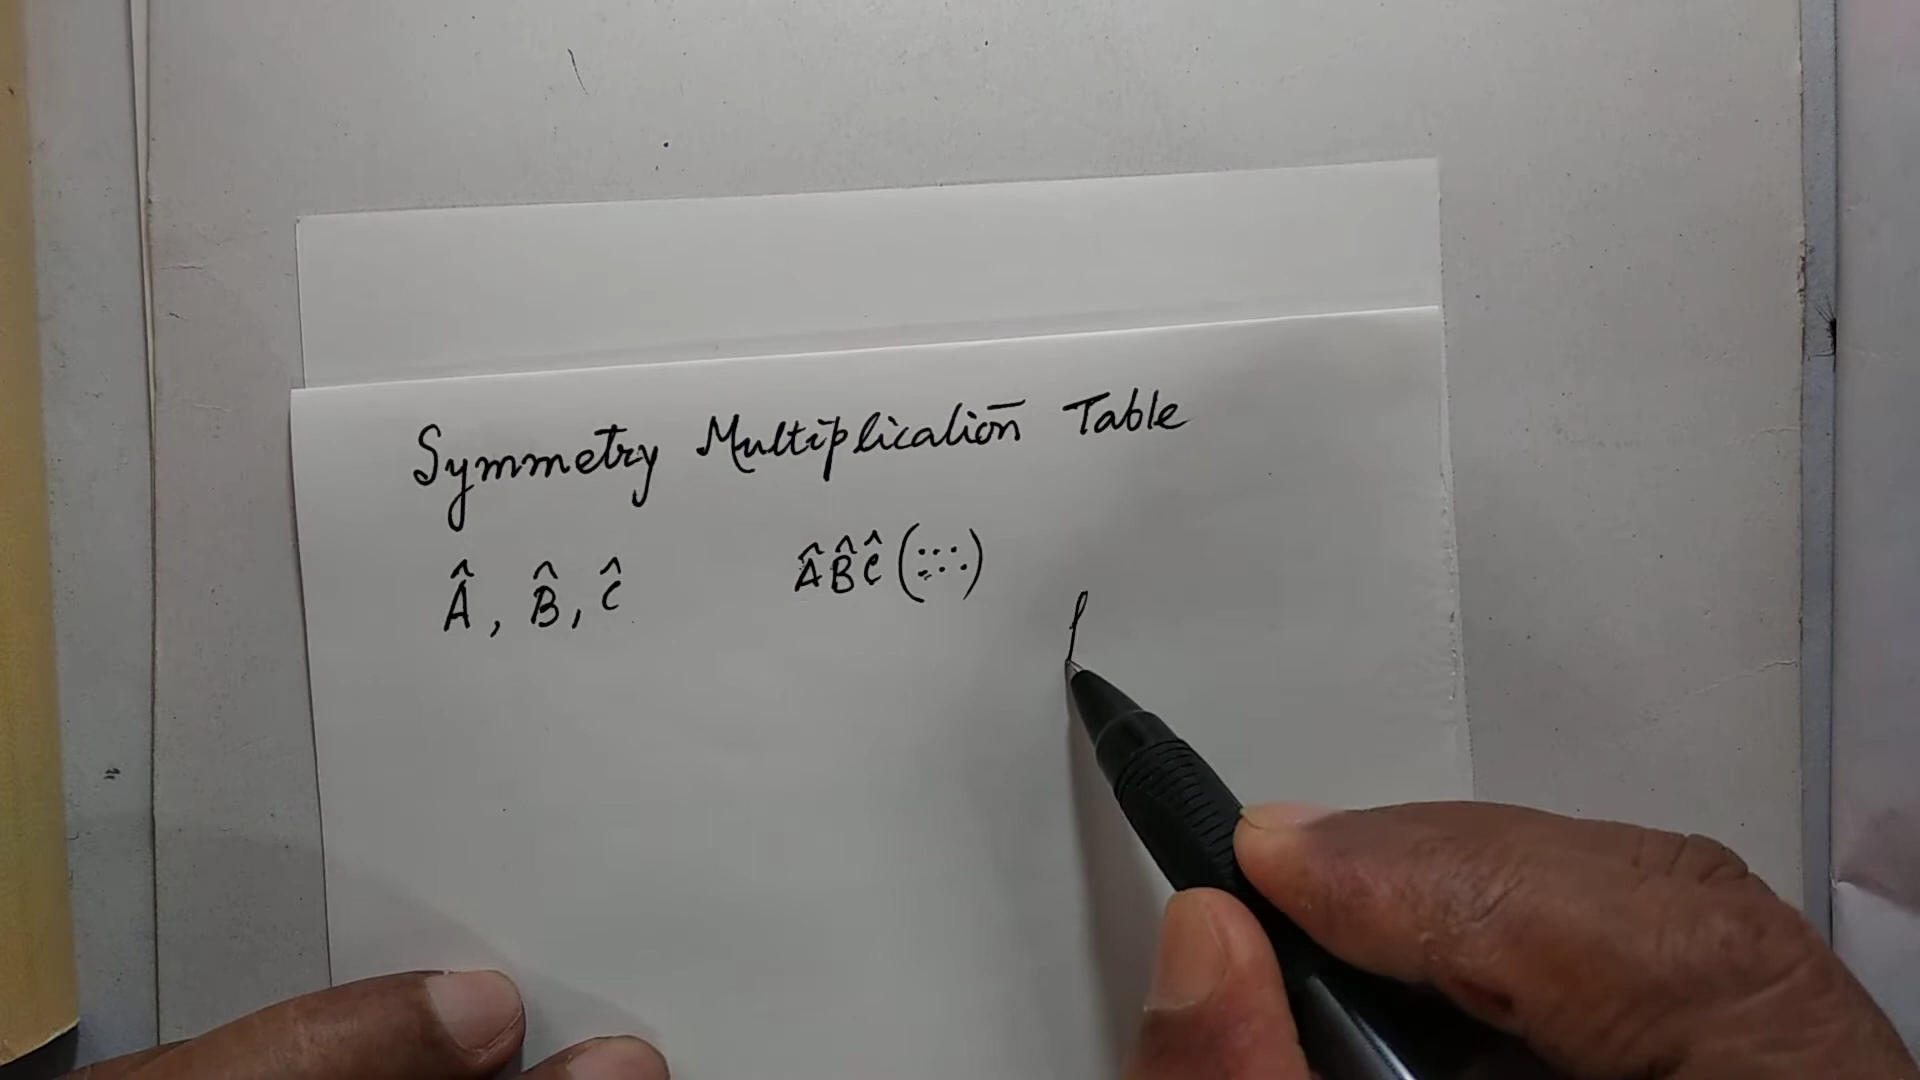 Symmetry Multiplication Table
Â, B̂, Ĉ
ÂB̂Ĉ (::::)